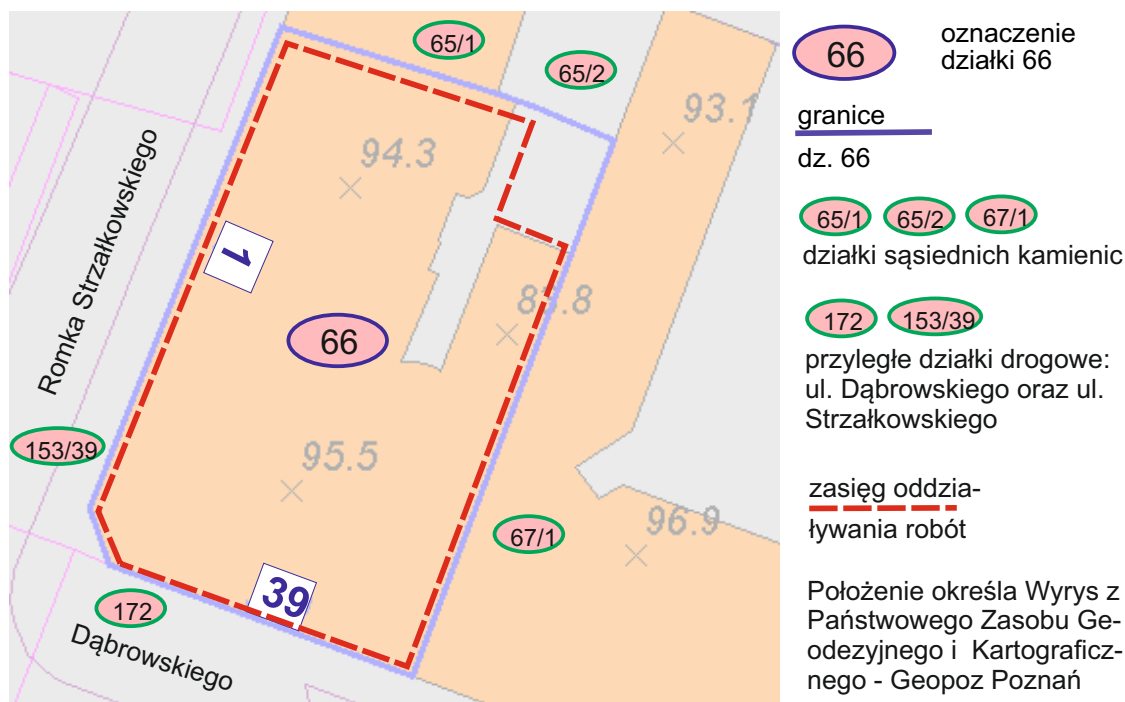 65/1
65/2
93.1
94.3
Romka Strzałkowskiego
1
83.8
66
153/39
95.5
96.9
67/1
39
172
Dąbrowskiego
66
oznaczenie
działki 66
granice
dz. 66
65/1 65/2 67/1
działki sąsiednich kamienic
172 153/39
przyległe działki drogowe:
ul. Dąbrowskiego oraz ul.
Strzałkowskiego
zasięg oddzia-
ływania robót
Położenie określa Wyrys z
Państwowego Zasobu Ge-
odezyjnego i Kartograficz-
nego - Geopoz Poznań